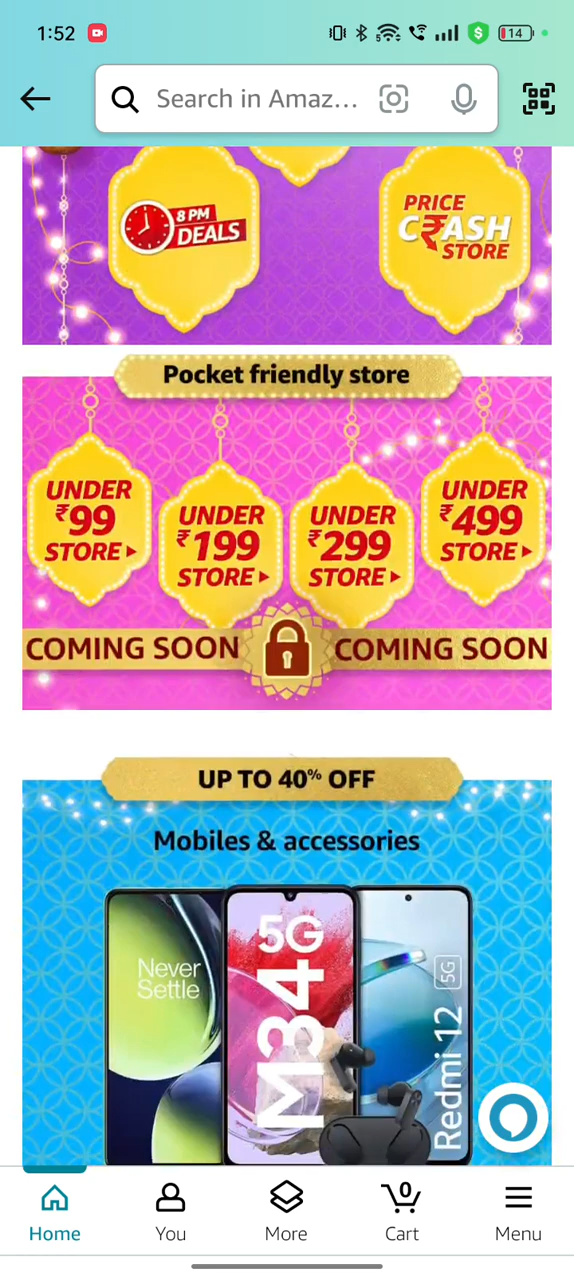 1:52
5
14
Search in Amaz...
8 PM
DEALS
PRICE
CRASH
STORE
Pocket friendly store
UNDER
₹99
STORE
UNDER
₹199
STORE
UNDER
₹299
STORE
UNDER
₹499
STORE
COMING SOON
COMING SOON
UP TO 40% OFF
Mobiles & accessories
Never
Settle
5G
M34
5G
Redmi 12
0
Home
You
More
Cart
Menu